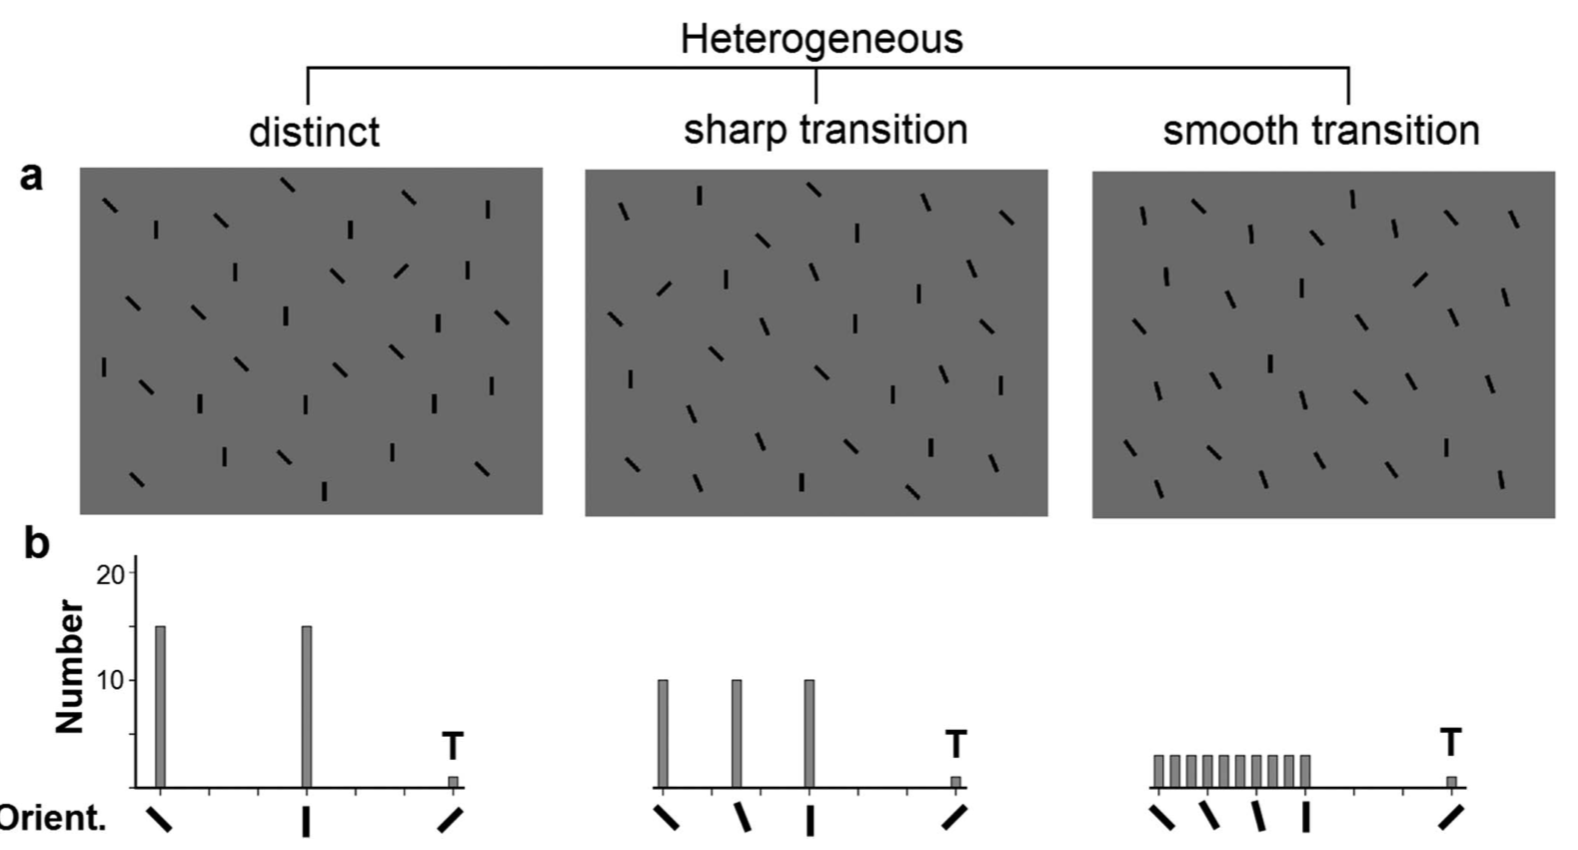 Heterogeneous
distinct
sharp transition
smooth transition
a
b
Number
20
10
T
T
T
Orient.